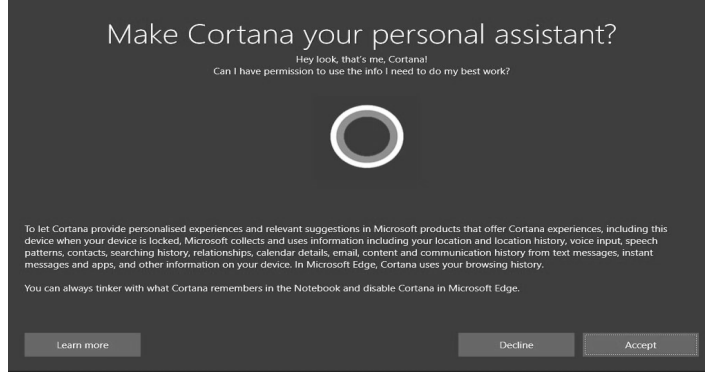 Make Cortana your personal assistant?
Hey look, that's me, Cortana!
Can I have permission to use the info I need to do my best work?
To let Cortana provide personalised experiences and relevant suggestions in Microsoft products that offer Cortana experiences, including this
device when your device is locked, Microsoft collects and uses information including your location and location history, voice input, speech
patterns, contacts, searching history, relationships, calendar details, email, content and communication history from text messages, instant
messages and apps, and other information on your device. In Microsoft Edge, Cortana uses your browsing history.
You can always tinker with what Cortana remembers in the Notebook and disable Cortana in Microsoft Edge.
Learn more
Decline
Accept